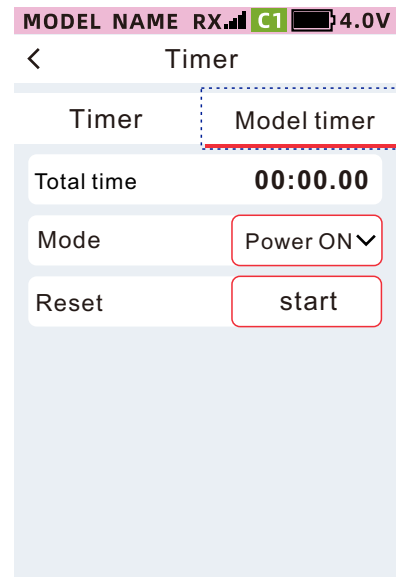 MODEL NAME RX C1 4.0V
Timer
Timer Model timer
Total time 00:00.00
Mode Power ON
Reset start